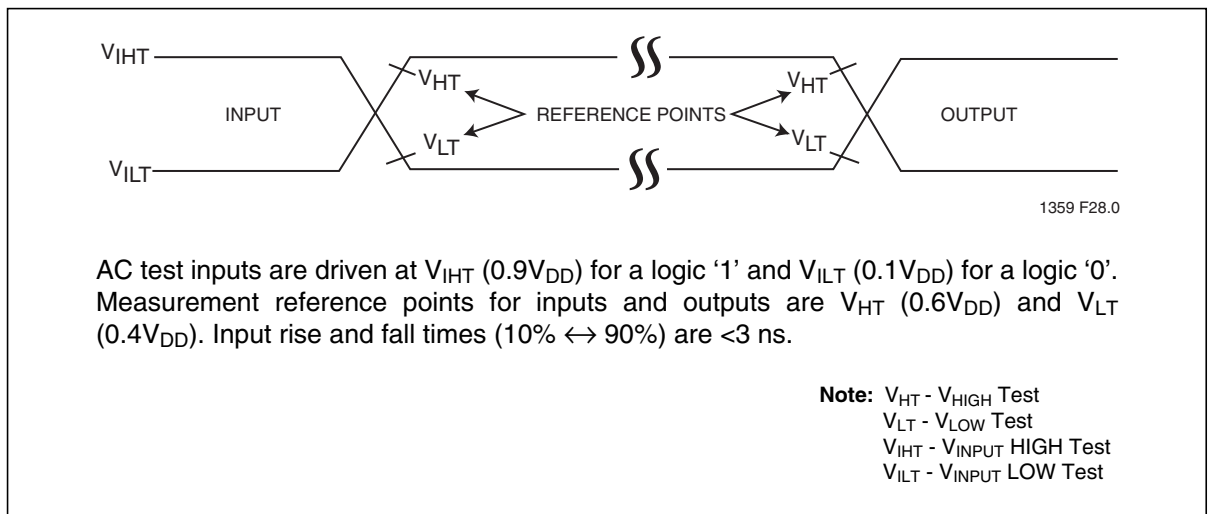 VIHT
VHT
VHT
INPUT
REFERENCE POINTS
OUTPUT
VLT
VLT
VILT
1359 F28.0
AC test inputs are driven at VIHT (0.9VDD) for a logic ‘1’ and VILT (0.1VDD) for a logic ‘0’.
Measurement reference points for inputs and outputs are VHT (0.6VDD) and VLT
(0.4VDD). Input rise and fall times (10% ↔ 90%) are <3 ns.
Note: VHT - VHIGH Test
VLT - VLOW Test
VIHT - VINPUT HIGH Test
VILT - VINPUT LOW Test